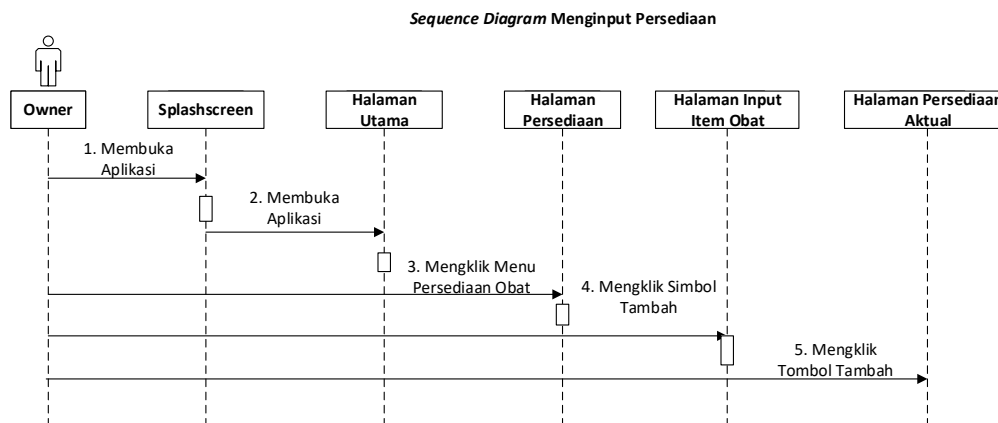 Sequence Diagram Menginput Persediaan
Owner
Splashscreen
Halaman
Utama
Halaman
Persediaan
Halaman Input
Item Obat
Halaman Persediaan
Aktual
1. Membuka
Aplikasi
2. Membuka
Aplikasi
3. Mengklik Menu
Persediaan Obat
4. Mengklik Simbol
Tambah
5. Mengklik
Tombol Tambah